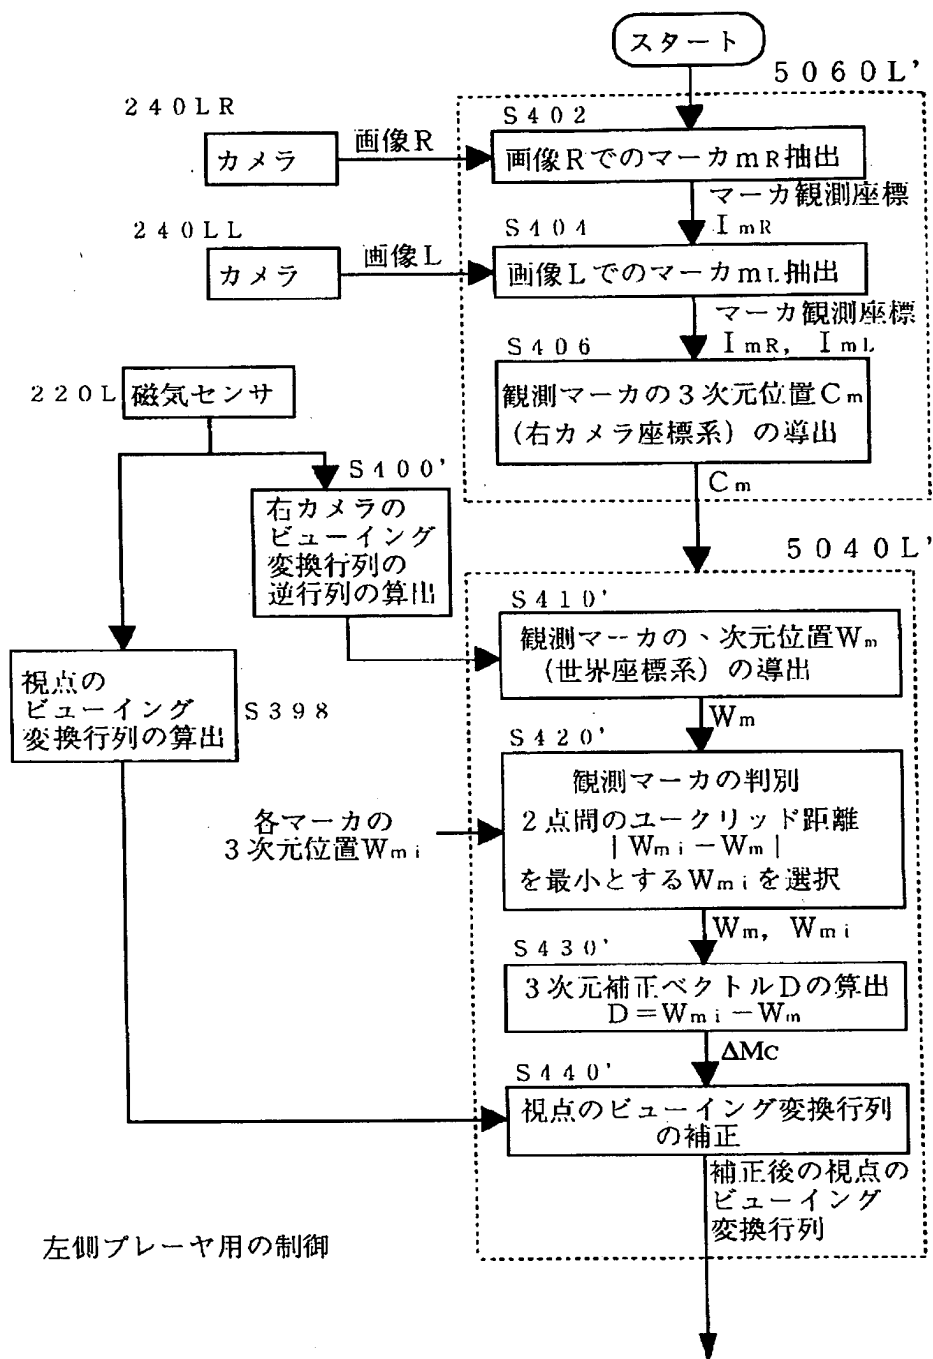 スタート
5060L'
240LR
カメラ
画像R
S402
画像RでのマーカmR抽出
マーカ観測座標
ImR
240LL
カメラ
画像L
S404
画像LでのマーカmL抽出
マーカ観測座標
ImR, ImL
S406
観測マーカの3次元位置Cm
(右カメラ座標系)の導出
Cm
220L
磁気センサ
S400'
右カメラの
ビューイング
変換行列の
逆行列の算出
5040L'
S410'
観測マーカの、次元位置Wm
(世界座標系)の導出
Wm
視点の
ビューイング
変換行列の算出
S398
S420'
観測マーカの判別
2点間のユークリッド距離
|Wmi-Wm|
を最小とするWmiを選択
各マーカの
3次元位置Wmi
Wm, Wmi
S430'
3次元補正ベクトルDの算出
D=Wmi-Wm
ΔMc
S440'
視点のビューイング変換行列
の補正
補正後の視点の
ビューイング
変換行列
左側プレーヤ用の制御